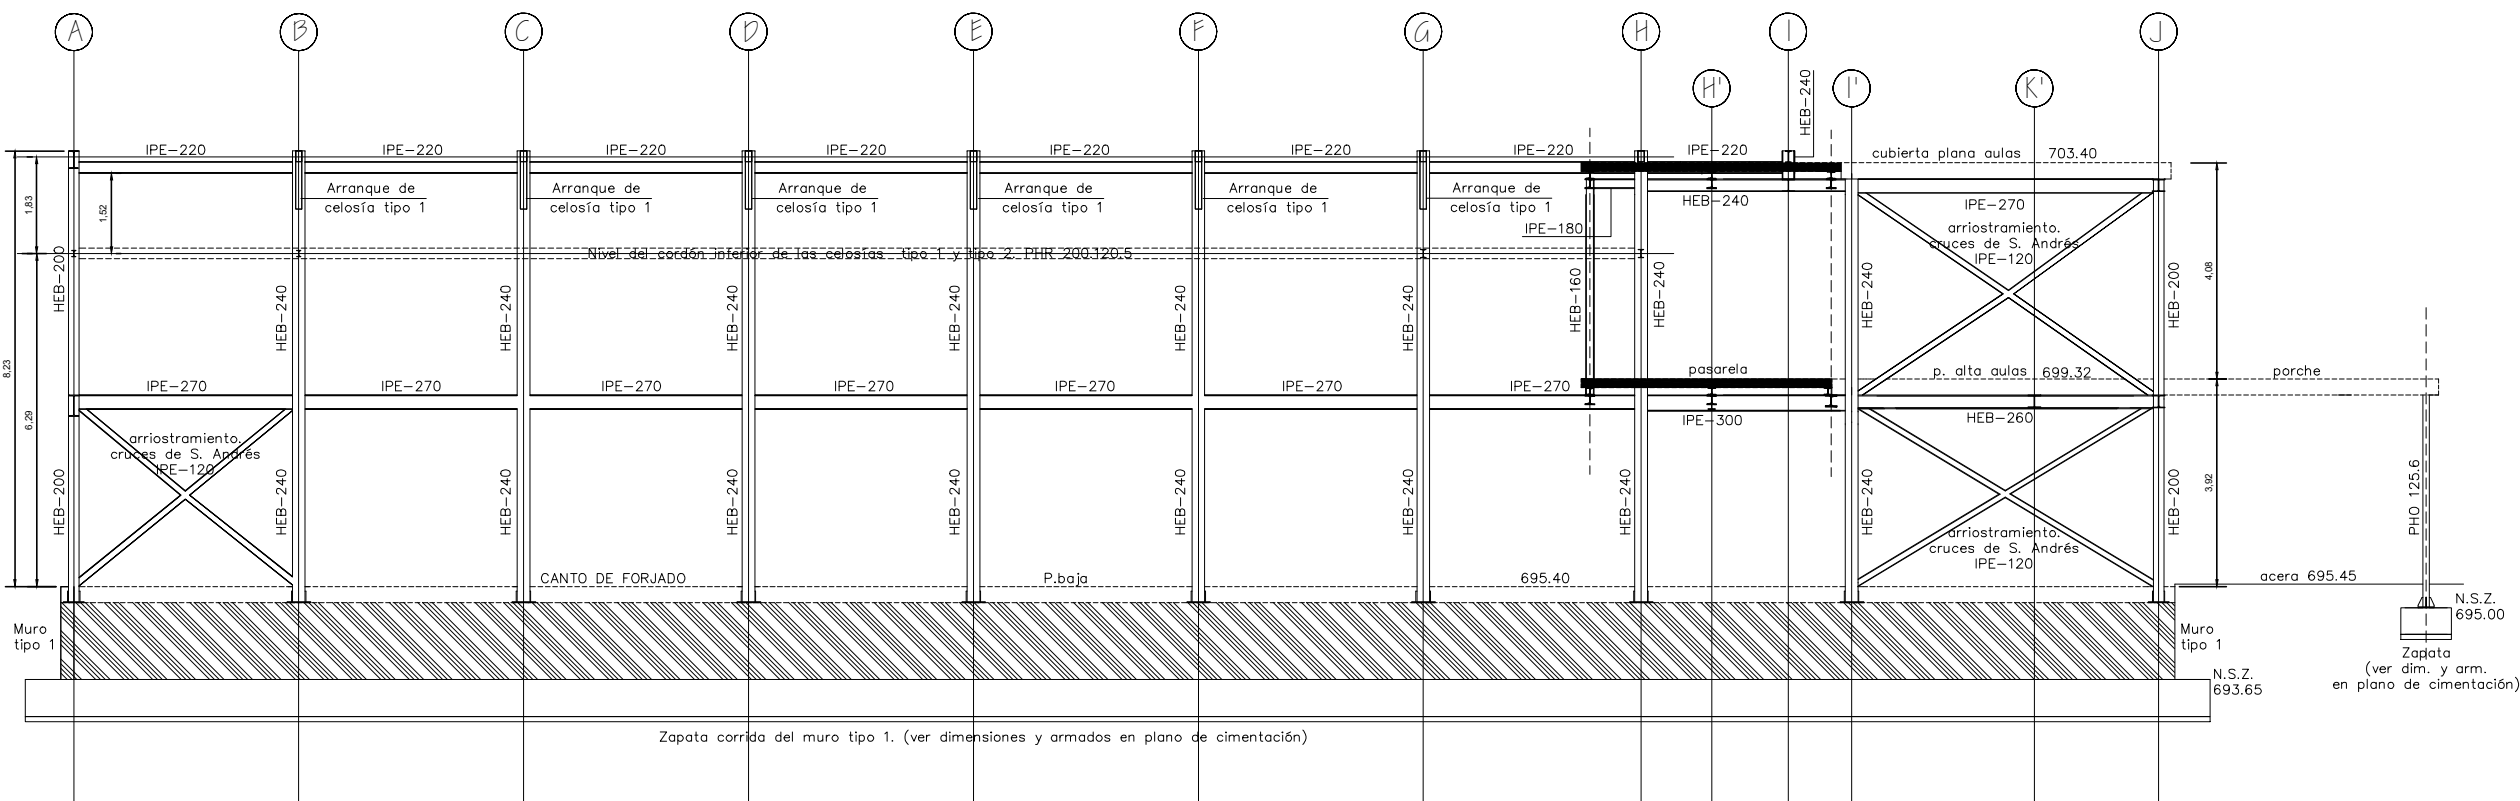 A B C D E F G H I J
H' I' K'
HEB-240
IPE-220 IPE-220 IPE-220 IPE-220 IPE-220 IPE-220 IPE-220 IPE-220
cubierta plana aulas 703.40
Arranque de
celosía tipo 1
Arranque de
celosía tipo 1
Arranque de
celosía tipo 1
Arranque de
celosía tipo 1
Arranque de
celosía tipo 1
Arranque de
celosía tipo 1
HEB-240
IPE-270
IPE-180
arriostramiento.
cruces de S. Andrés
IPE-120
1,83
1,52
8,23
6,29
4,08
3,92
Nivel del cordón inferior de las celosías tipo 1 y tipo 2. PHR 200.120.5
HEB-200
HEB-240
HEB-240
HEB-240
HEB-240
HEB-240
HEB-240
HEB-160
HEB-240
HEB-240
HEB-200
IPE-270 IPE-270 IPE-270 IPE-270 IPE-270 IPE-270 IPE-270
pasarela
p. alta aulas 699.32
porche
IPE-300
HEB-260
arriostramiento.
cruces de S. Andrés
IPE-120
HEB-200
HEB-240
HEB-240
HEB-240
HEB-240
HEB-240
HEB-240
HEB-240
HEB-240
HEB-200
PHO 125.6
arriostramiento.
cruces de S. Andrés
IPE-120
CANTO DE FORJADO P.baja 695.40
acera 695.45
N.S.Z.
695.00
Muro
tipo 1
Muro
tipo 1
Zapata
(ver dim. y arm.
en plano de cimentación)
N.S.Z.
693.65
Zapata corrida del muro tipo 1. (ver dimensiones y armados en plano de cimentación)